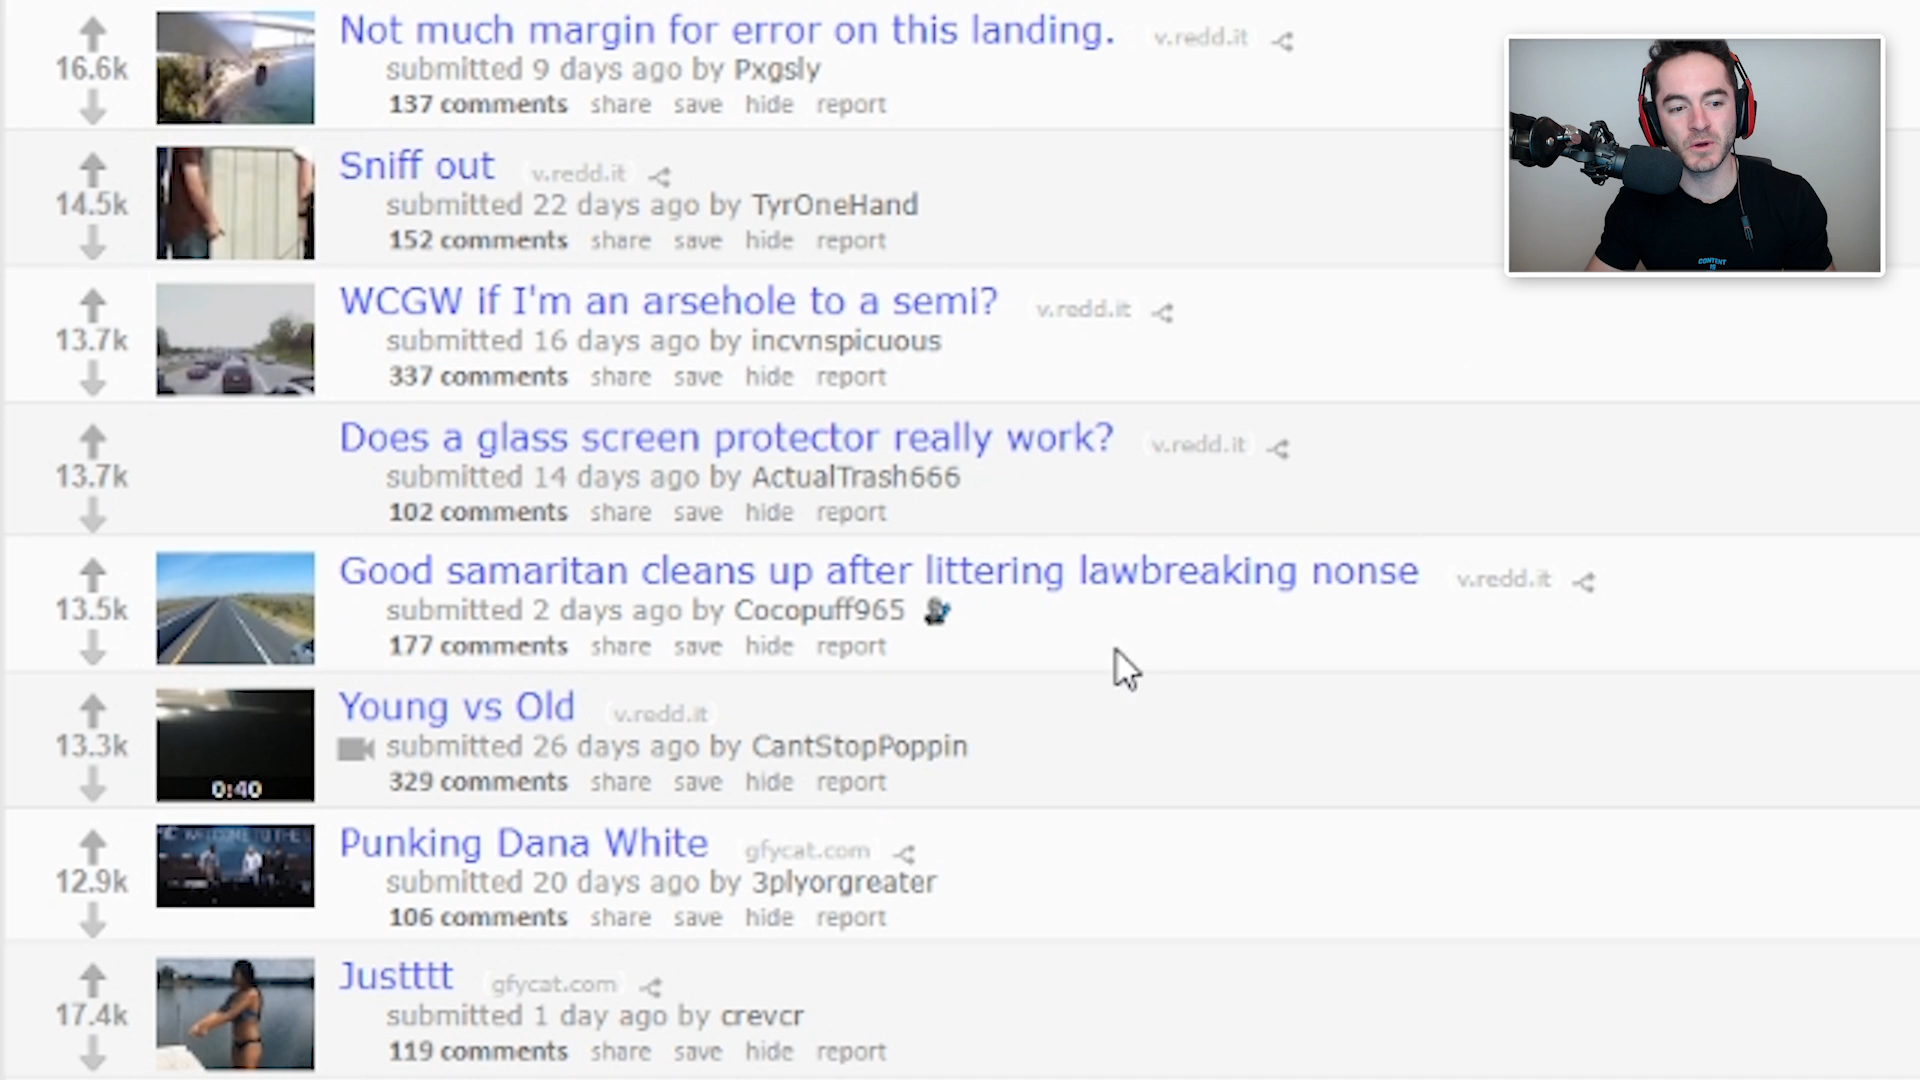 Not much margin for error on this landing. v.redd.it
16.6k
submitted 9 days ago by Pxgsly
137 comments share save hide report
Sniff out v.redd.it
14.5k
submitted 22 days ago by TyrOneHand
152 comments share save hide report
WCGW if I'm an arsehole to a semi? v.redd.it
13.7k
submitted 16 days ago by incvnspicuous
337 comments share save hide report
Does a glass screen protector really work? v.redd.it
13.7k
submitted 14 days ago by ActualTrash666
102 comments share save hide report
Good samaritan cleans up after littering lawbreaking nonse v.redd.it
13.5k
submitted 2 days ago by Cocopuff965
177 comments share save hide report
Young vs Old v.redd.it
13.3k
submitted 26 days ago by CantStopPoppin
0:40
329 comments share save hide report
Punking Dana White gfycat.com
12.9k
submitted 20 days ago by 3plyorgreater
106 comments share save hide report
Justttt gfycat.com
17.4k
submitted 1 day ago by crevcr
119 comments share save hide report
CONTENT
IS